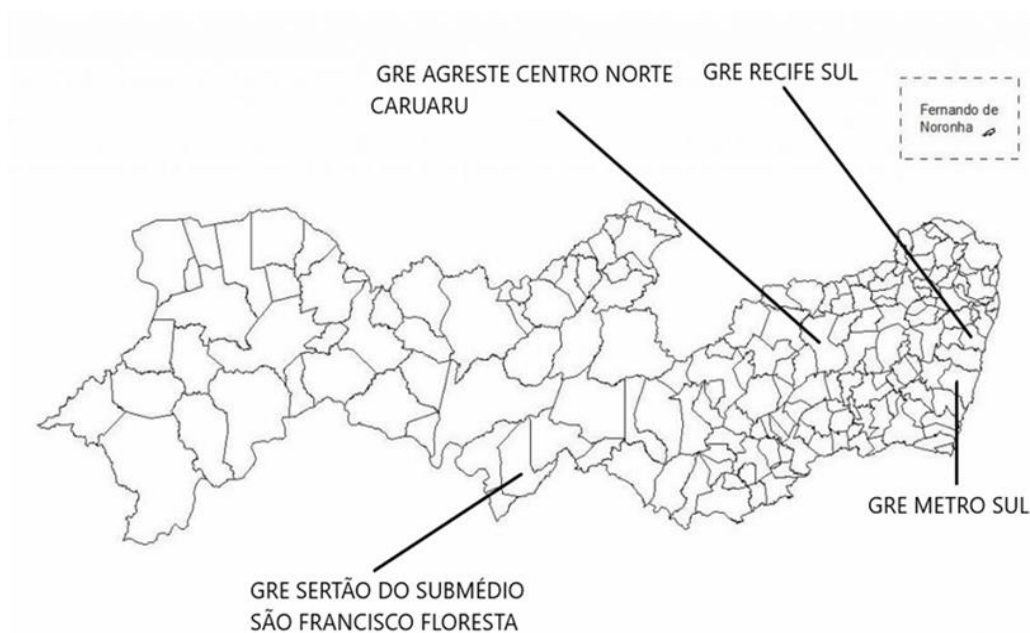 GRE AGRESTE CENTRO NORTE
CARUARU
GRE RECIFE SUL
Fernando de
Noronha
GRE METRO SUL
GRE SERTÃO DO SUBMÉDIO
SÃO FRANCISCO FLORESTA